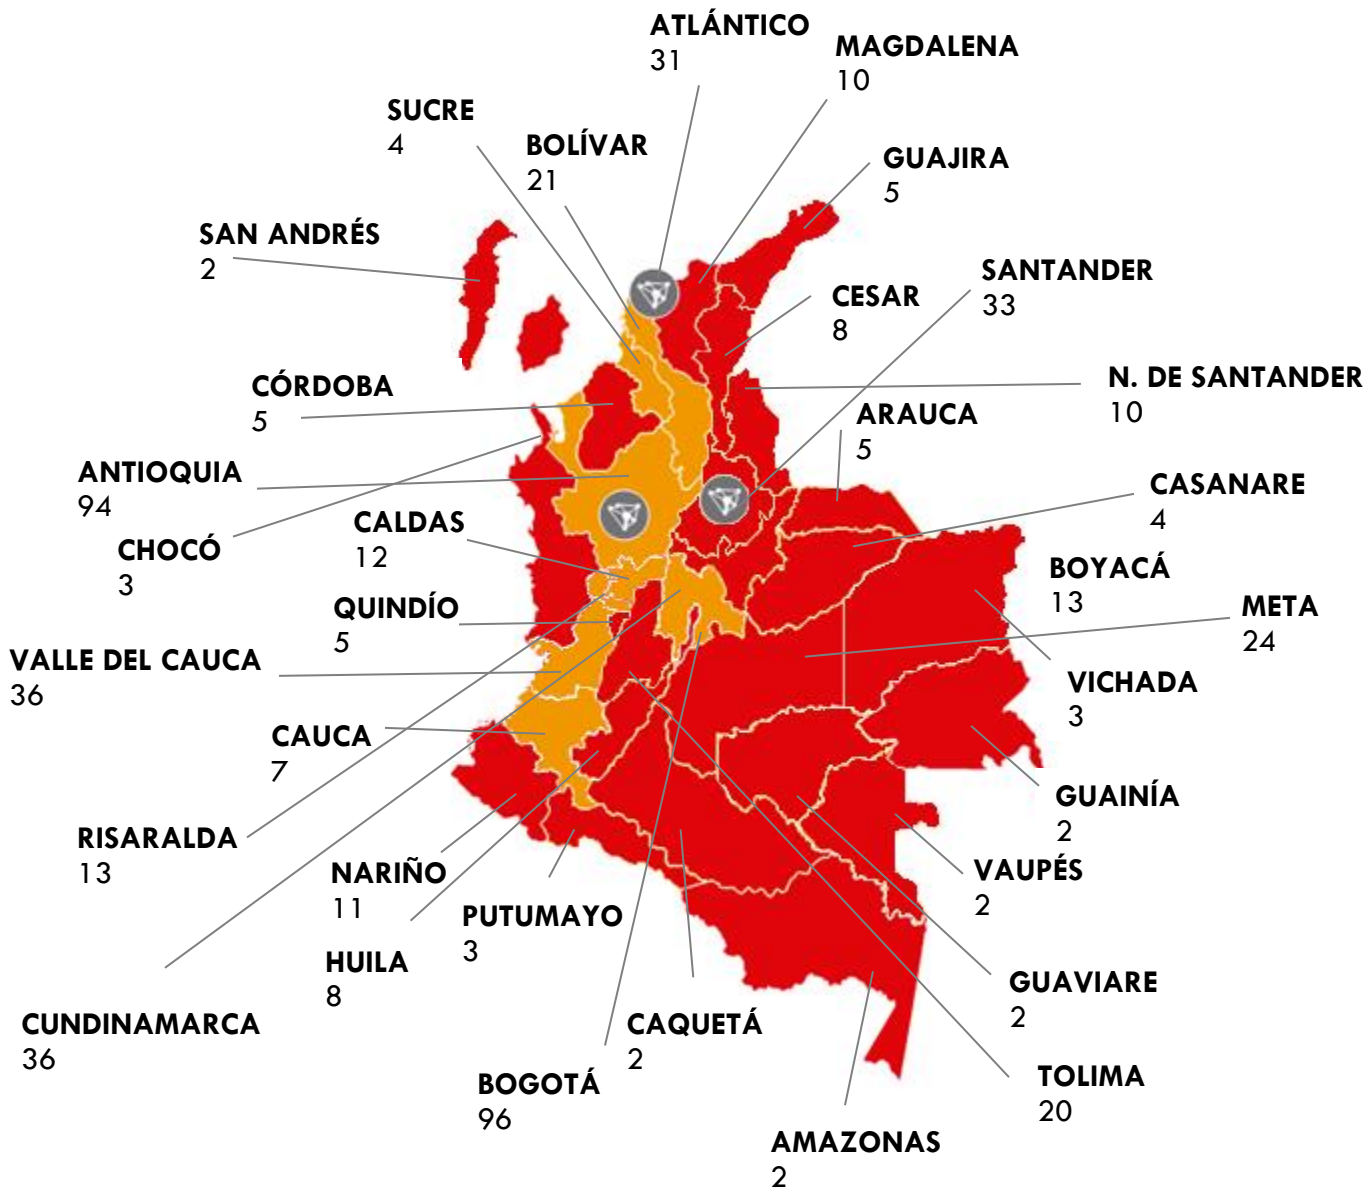 ATLÁNTICO
31
MAGDALENA
10
SUCRE
4
BOLÍVAR
21
GUAJIRA
5
SAN ANDRÉS
2
SANTANDER
33
CESAR
8
CÓRDOBA
5
N. DE SANTANDER
10
ARAUCA
5
ANTIOQUIA
94
CASANARE
4
CALDAS
12
CHOCÓ
3
BOYACÁ
13
QUINDÍO
5
META
24
VALLE DEL CAUCA
36
VICHADA
3
CAUCA
7
GUAINÍA
2
RISARALDA
13
NARIÑO
11
VAUPÉS
2
PUTUMAYO
3
HUILA
8
GUAVIARE
2
CUNDINAMARCA
36
CAQUETÁ
2
BOGOTÁ
96
TOLIMA
20
AMAZONAS
2